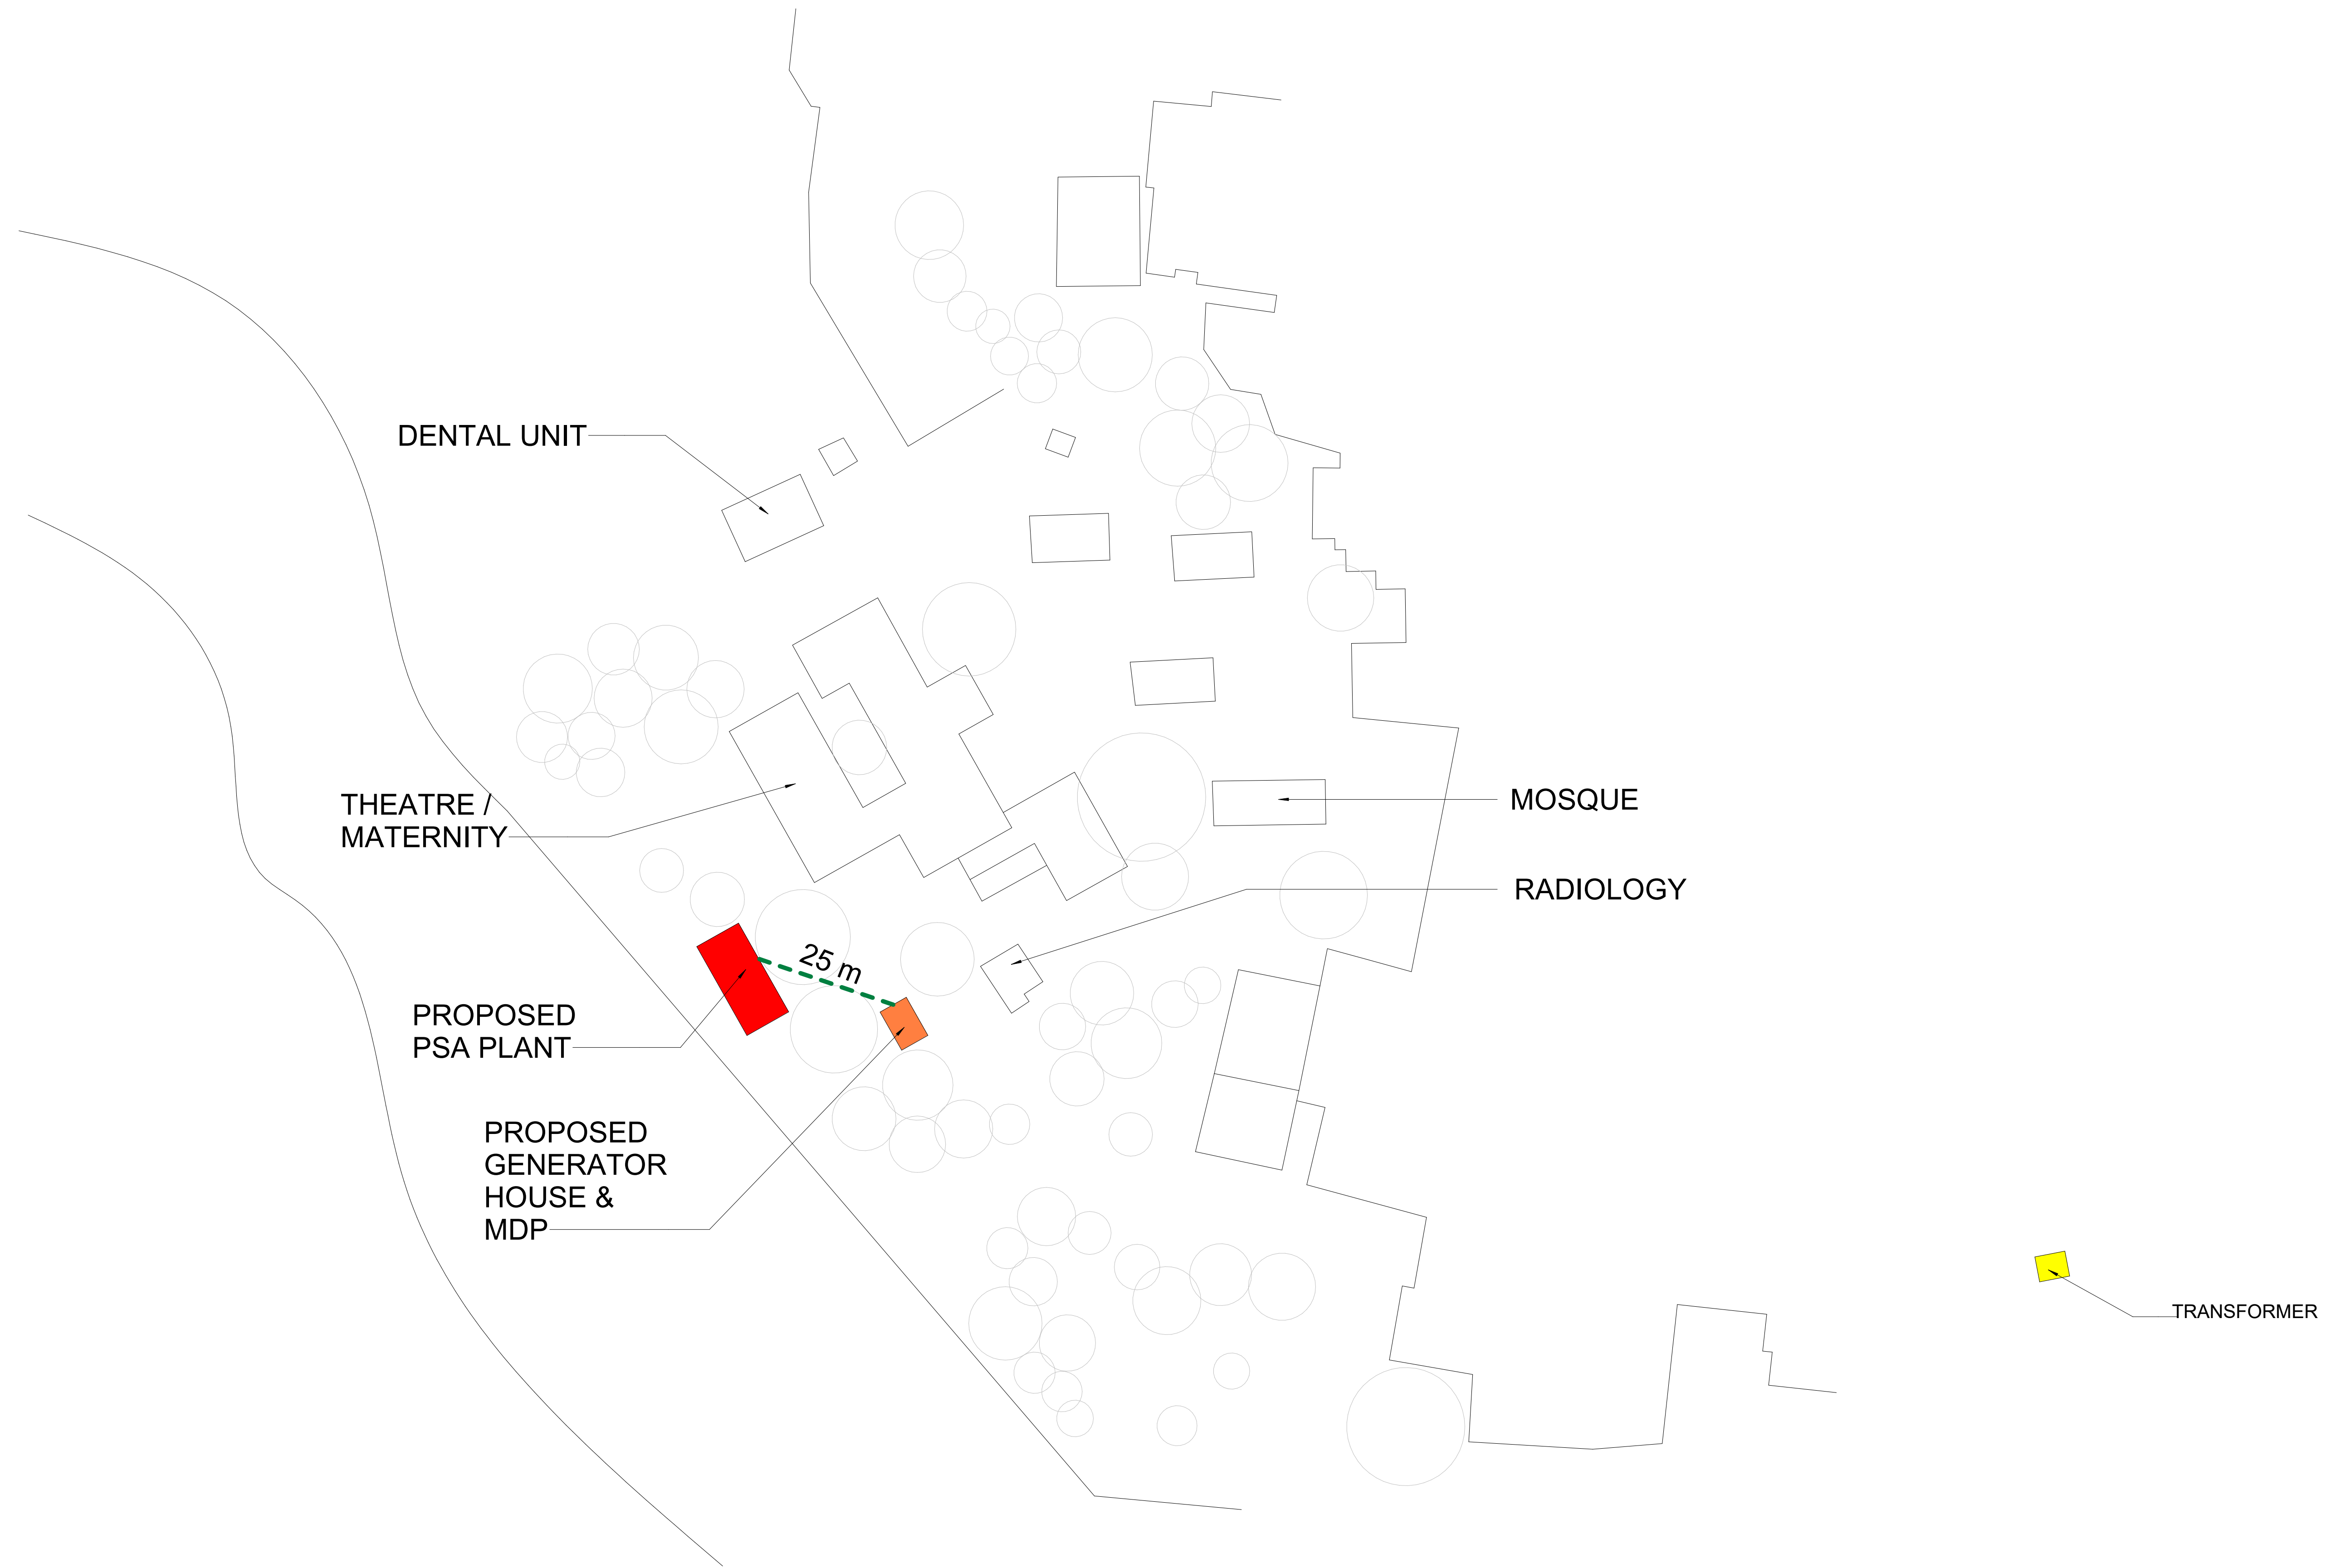 DENTAL UNIT
THEATRE /
MATERNITY
MOSQUE
RADIOLOGY
25 m
PROPOSED
PSA PLANT
PROPOSED
GENERATOR
HOUSE &
MDP
TRANSFORMER